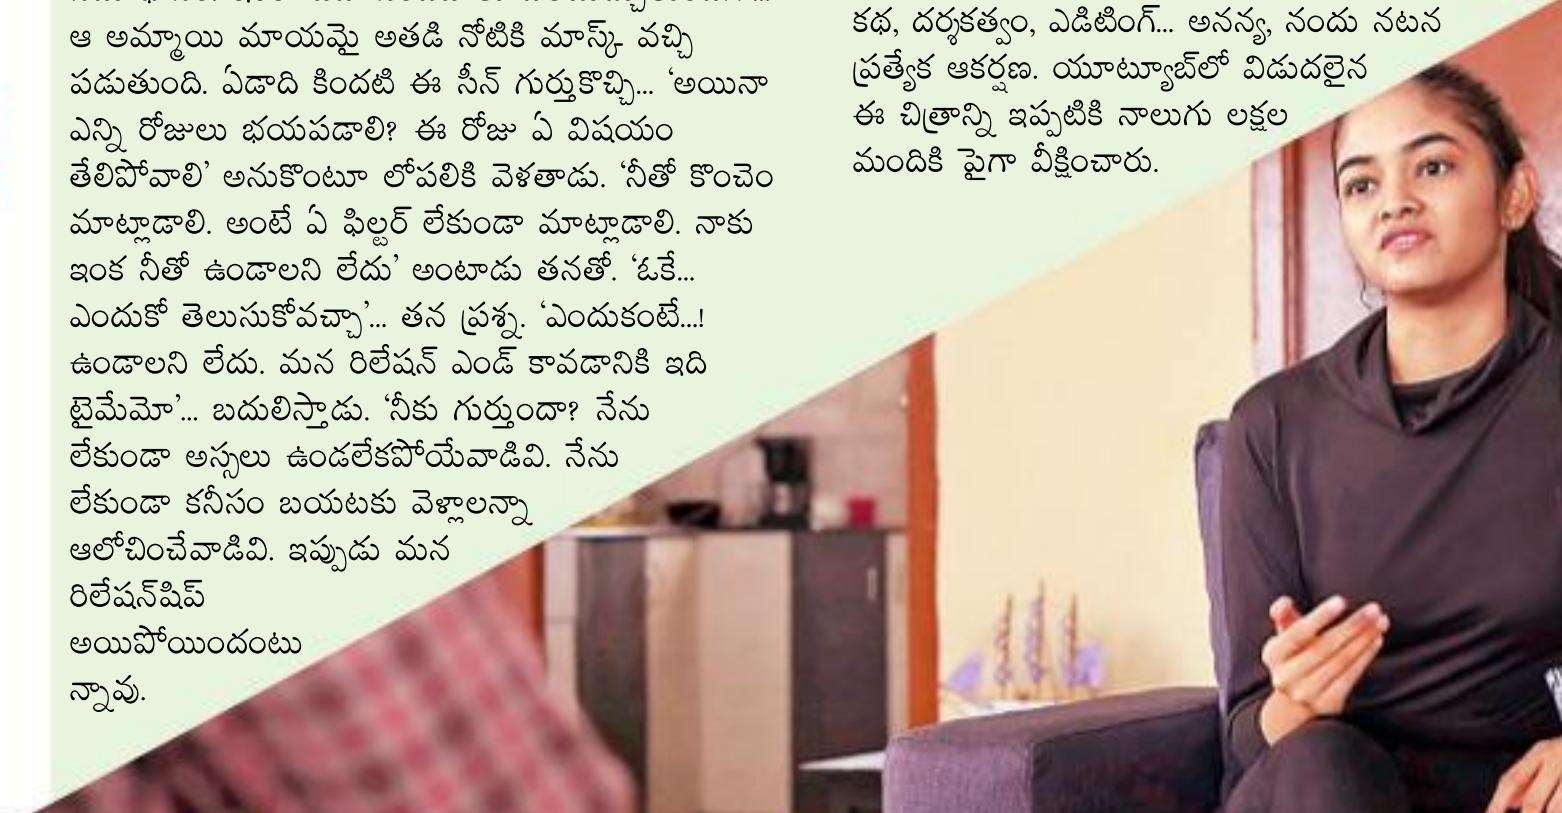 ఆ అమ్మాయి మాయమై అతడి నోటికి మాస్క్ వచ్చి
పడుతుంది. ఏడాది కిందటి ఈ సీన్ గుర్తుకొచ్చి... ‘అయినా
ఎన్ని రోజులు భయపడాలి? ఈ రోజు ఏ విషయం
తేలిపోవాలి’ అనుకొంటూ లోపలికి వెళతాడు. ‘నీతో కొంచెం
మాట్లాడాలి. అంటే ఏ ఫిల్టర్ లేకుండా మాట్లాడాలి. నాకు
ఇంక నీతో ఉండాలని లేదు’ అంటాడు తనతో. ‘ఓకే...
ఎందుకో తెలుసుకోవచ్చా’... తన ప్రశ్న. ‘ఎందుకంటే...!
ఉండాలని లేదు. మన రిలేషన్ ఎండ్ కావడానికి ఇది
టైమేమో’... బదులిస్తాడు. ‘నీకు గుర్తుందా? నేను
లేకుండా అస్సలు ఉండలేకపోయేవాడివి. నేను
లేకుండా కనీసం బయటకు వెళ్లాలన్నా
ఆలోచించేవాడివి. ఇప్పుడు మన
రిలేషన్‌షిప్
అయిపోయిందంటు
న్నావు.
కథ, దర్శకత్వం, ఎడిటింగ్... అనన్య, నందు నటన
ప్రత్యేక ఆకర్షణ. యూట్యూబ్‌లో విడుదలైన
ఈ చిత్రాన్ని ఇప్పటికి నాలుగు లక్షల
మందికి పైగా వీక్షించారు.